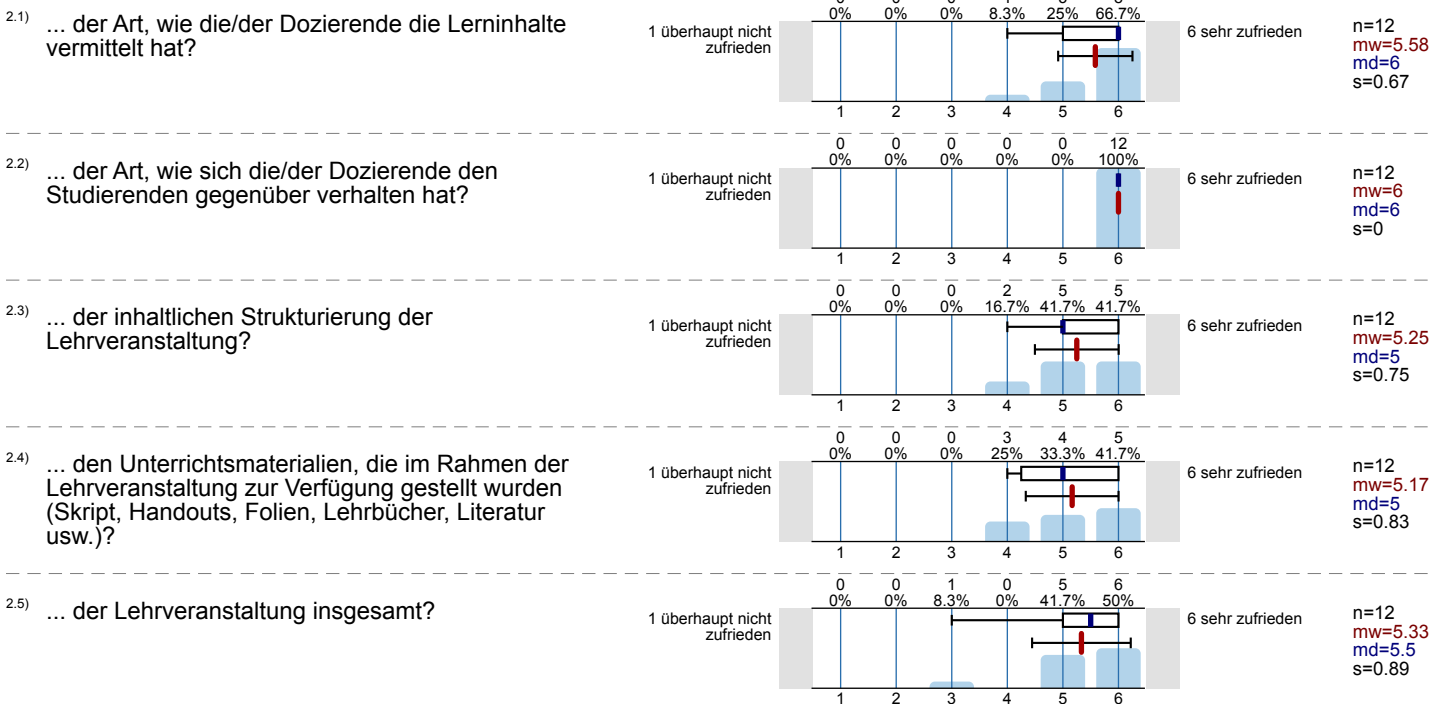 2.1) ... der Art, wie die/der Dozierende die Lerninhalte
vermittelt hat?
1 überhaupt nicht
zufrieden
0% 0% 0% 8.3% 25% 66.7%
6 sehr zufrieden
1 2 3 4 5 6
n=12
mw=5.58
md=6
s=0.67
2.2) ... der Art, wie sich die/der Dozierende den
Studierenden gegenüber verhalten hat?
1 überhaupt nicht
zufrieden
0 0 0 0 0 12
0% 0% 0% 0% 0% 100%
6 sehr zufrieden
1 2 3 4 5 6
n=12
mw=6
md=6
s=0
2.3) ... der inhaltlichen Strukturierung der
Lehrveranstaltung?
1 überhaupt nicht
zufrieden
0 0 0 2 5 5
0% 0% 0% 16.7% 41.7% 41.7%
6 sehr zufrieden
1 2 3 4 5 6
n=12
mw=5.25
md=5
s=0.75
2.4) ... den Unterrichtsmaterialien, die im Rahmen der
Lehrveranstaltung zur Verfügung gestellt wurden
(Skript, Handouts, Folien, Lehrbücher, Literatur
usw.)?
1 überhaupt nicht
zufrieden
0 0 0 3 4 5
0% 0% 0% 25% 33.3% 41.7%
6 sehr zufrieden
1 2 3 4 5 6
n=12
mw=5.17
md=5
s=0.83
2.5) ... der Lehrveranstaltung insgesamt?
1 überhaupt nicht
zufrieden
0 0 1 0 5 6
0% 0% 8.3% 0% 41.7% 50%
6 sehr zufrieden
1 2 3 4 5 6
n=12
mw=5.33
md=5.5
s=0.89